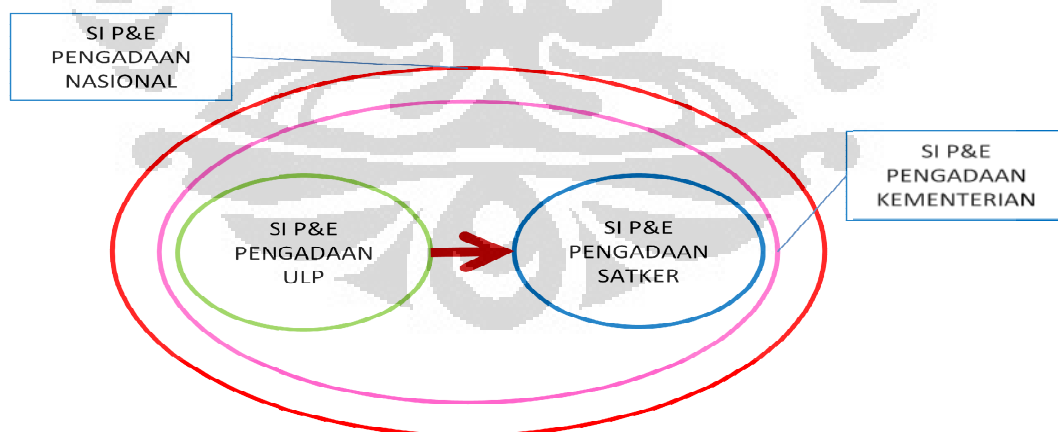 SI P&E
PENGADAAN
NASIONAL
SI P&E
PENGADAAN
KEMENTERIAN
SI P&E
PENGADAAN
ULP
SI P&E
PENGADAAN
SATKER